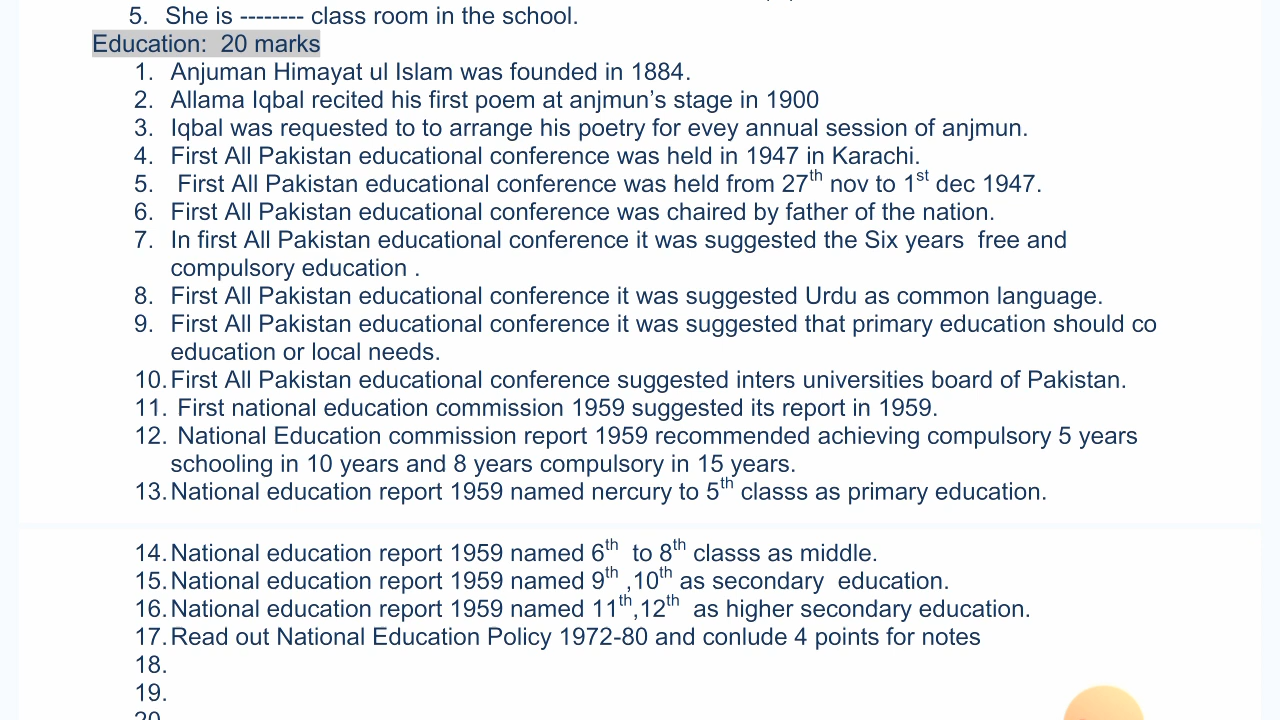 5. She is -------- class room in the school.
Education: 20 marks
1. Anjuman Himayat ul Islam was founded in 1884.
2. Allama Iqbal recited his first poem at anjmun’s stage in 1900
3. Iqbal was requested to to arrange his poetry for evey annual session of anjmun.
4. First All Pakistan educational conference was held in 1947 in Karachi.
5. First All Pakistan educational conference was held from 27th nov to 1st dec 1947.
6. First All Pakistan educational conference was chaired by father of the nation.
7. In first All Pakistan educational conference it was suggested the Six years free and
compulsory education .
8. First All Pakistan educational conference it was suggested Urdu as common language.
9. First All Pakistan educational conference it was suggested that primary education should co
education or local needs.
10. First All Pakistan educational conference suggested inters universities board of Pakistan.
11. First national education commission 1959 suggested its report in 1959.
12. National Education commission report 1959 recommended achieving compulsory 5 years
schooling in 10 years and 8 years compulsory in 15 years.
13. National education report 1959 named nercury to 5th classs as primary education.
14. National education report 1959 named 6th to 8th classs as middle.
15. National education report 1959 named 9th ,10th as secondary education.
16. National education report 1959 named 11th,12th as higher secondary education.
17. Read out National Education Policy 1972-80 and conlude 4 points for notes
18.
19.
20.